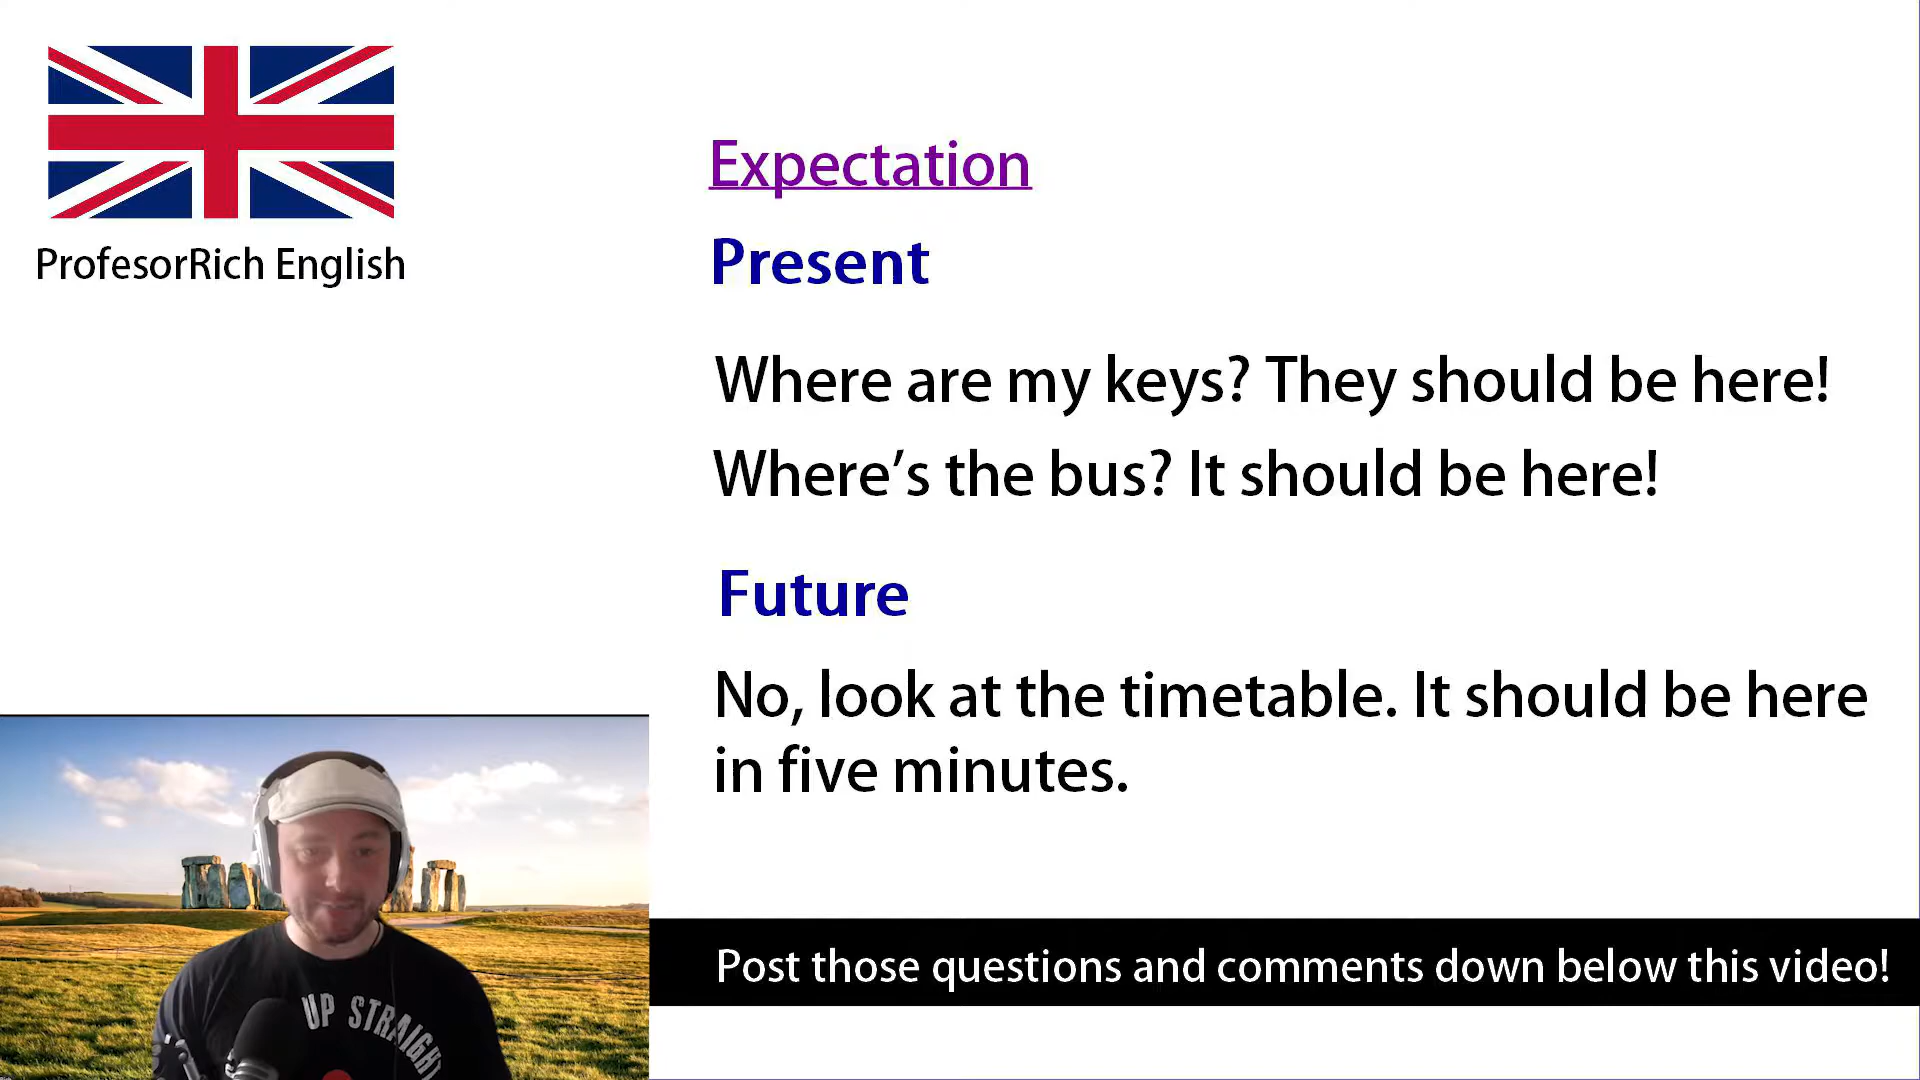 ProfesorRich English
Expectation
Present
Where are my keys? They should be here!
Where’s the bus? It should be here!
Future
No, look at the timetable. It should be here
in five minutes.
UP STRAIGHT
Post those questions and comments down below this video!